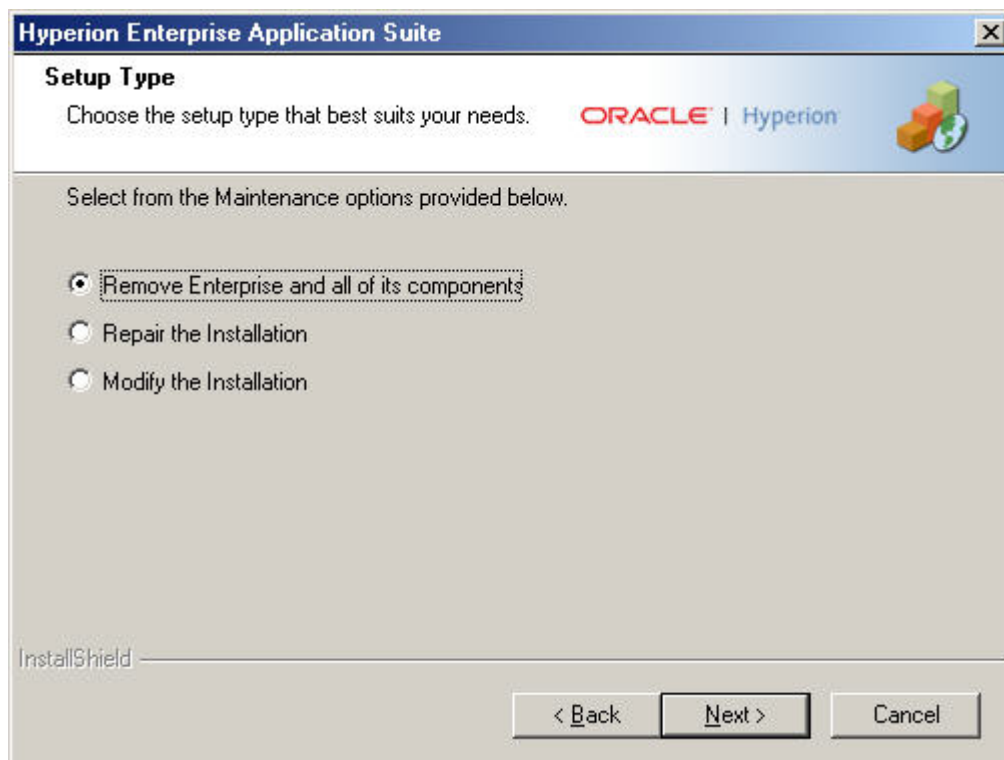 Hyperion Enterprise Application Suite
Setup Type
Choose the setup type that best suits your needs.
ORACLE | Hyperion
Select from the Maintenance options provided below.
Remove Enterprise and all of its components
Repair the Installation
Modify the Installation
InstallShield
< Back
Next >
Cancel